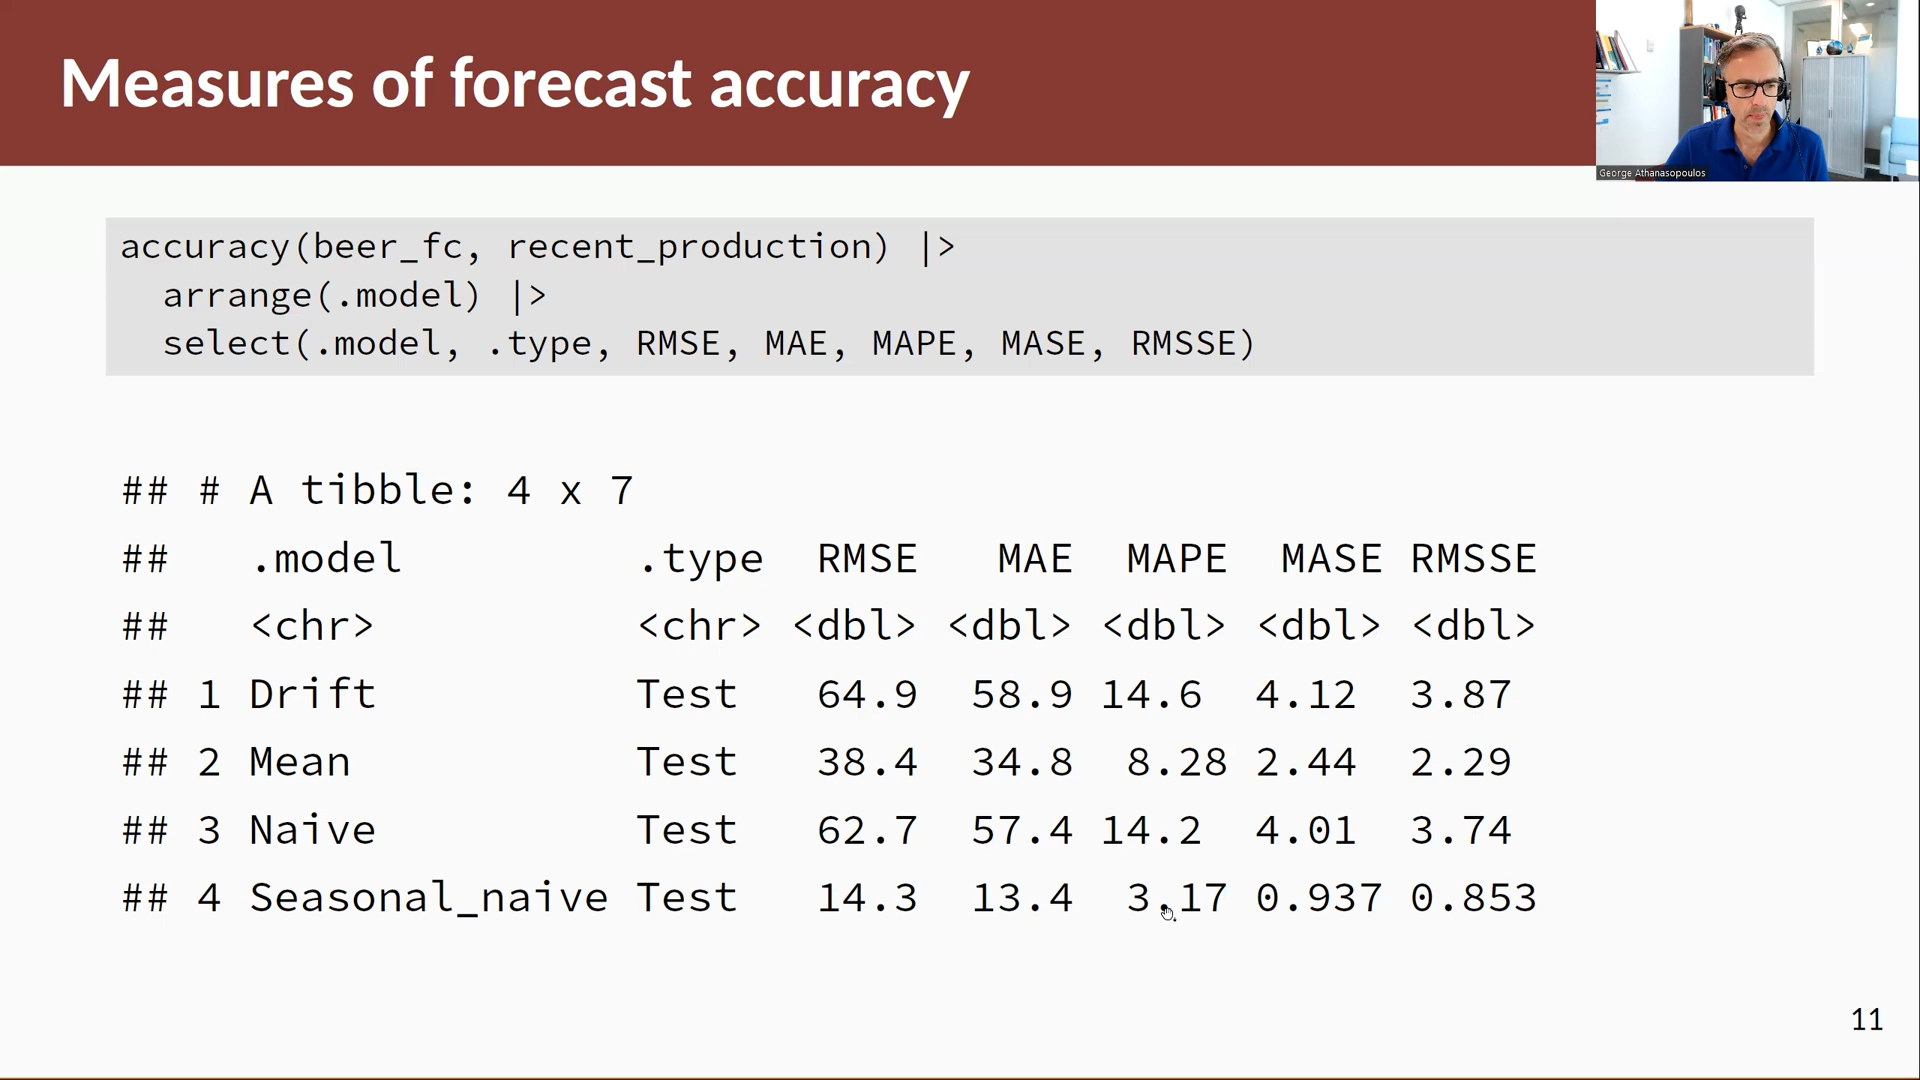 Measures of forecast accuracy
George Athanasopoulos
accuracy(beer_fc, recent_production) |>
arrange(.model) |>
select(.model, .type, RMSE, MAE, MAPE, MASE, RMSSE)
## # A tibble: 4 x 7
## .model .type RMSE MAE MAPE MASE RMSSE
## <chr> <chr> <dbl> <dbl> <dbl> <dbl> <dbl>
## 1 Drift Test 64.9 58.9 14.6 4.12 3.87
## 2 Mean Test 38.4 34.8 8.28 2.44 2.29
## 3 Naive Test 62.7 57.4 14.2 4.01 3.74
## 4 Seasonal_naive Test 14.3 13.4 3.17 0.937 0.853
11